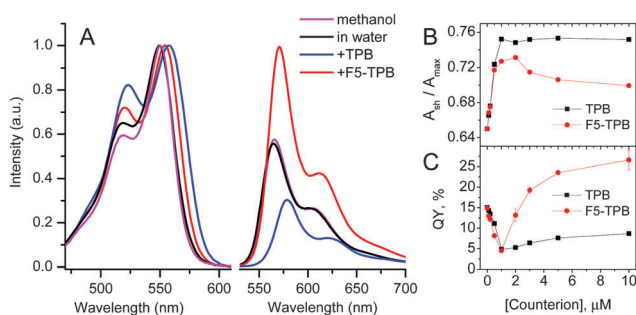 A
methanol
in water
+TPB
+F5-TPB
Intensity (a.u.)
1.0
0.8
0.6
0.4
0.2
0.0
500 550 600 650 700
Wavelength (nm) Wavelength (nm)
B
A_sh / A_max
0.76
0.72
0.68
0.64
TPB
F5-TPB
C
QY, %
25
20
15
10
5
0
TPB
F5-TPB
0 2 4 6 8 10
[Counterion], μM